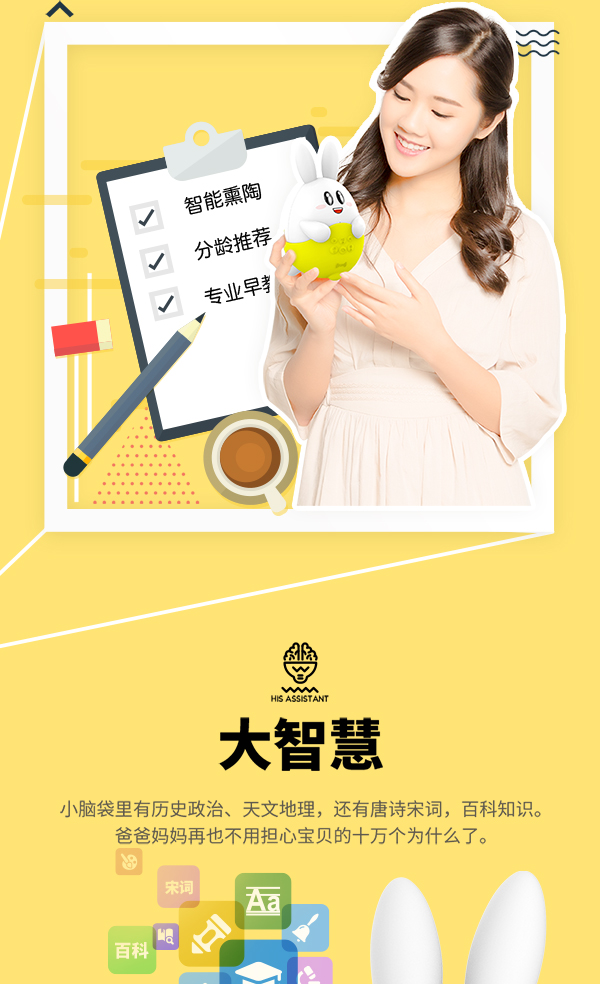 智能熏陶
分龄推荐
专业早教
HIS ASSISTANT
大智慧
小脑袋里有历史政治、天文地理，还有唐诗宋词，百科知识。
爸爸妈妈再也不用担心宝贝的十万个为什么了。
宋词
Aa
百科